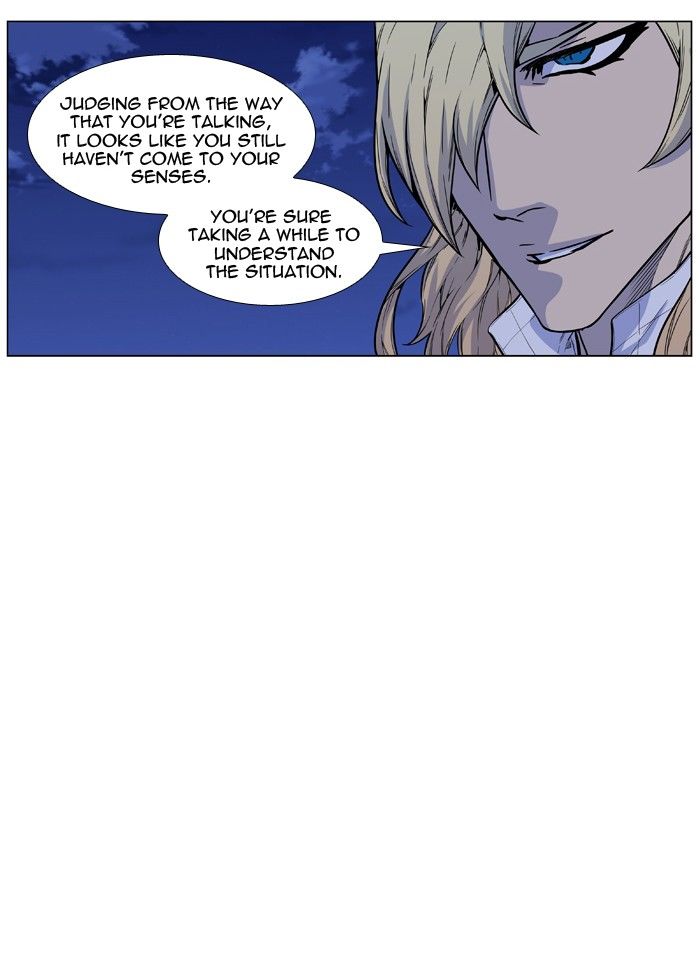 JUDGING FROM THE WAY
THAT YOU'RE TALKING,
IT LOOKS LIKE YOU STILL
HAVEN'T COME TO YOUR
SENSES.
YOU'RE SURE
TAKING A WHILE TO
UNDERSTAND
THE SITUATION.